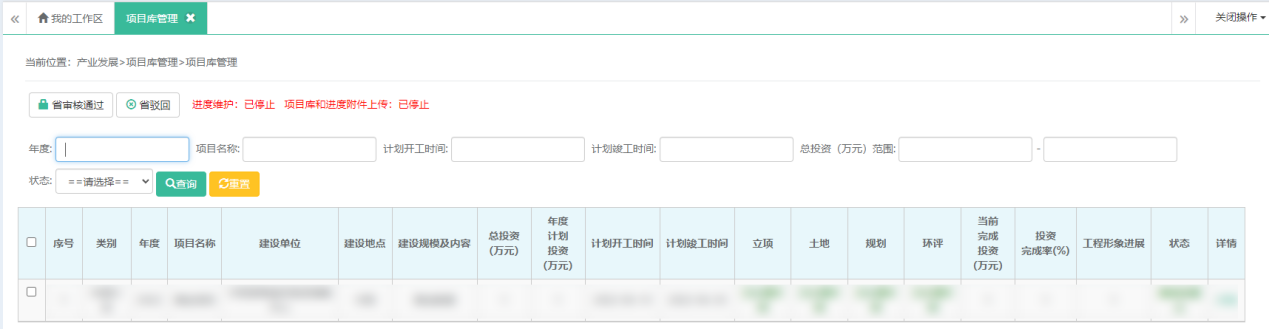 我的工作区 项目库管理 关闭操作
当前位置：产业发展>项目库管理>项目库管理
省审核通过 省驳回 进度维护：已停止 项目库和进度附件上传：已停止
年度: 项目名称: 计划开工时间: 计划竣工时间: 总投资（万元）范围: -
状态: ==请选择== 查询 重置
序号 类别 年度 项目名称 建设单位 建设地点 建设规模及内容 总投资(万元) 年度计划投资(万元) 计划开工时间 计划竣工时间 立项 土地 规划 环评 当前完成投资(万元) 投资完成率(%) 工程形象进展 状态 详情